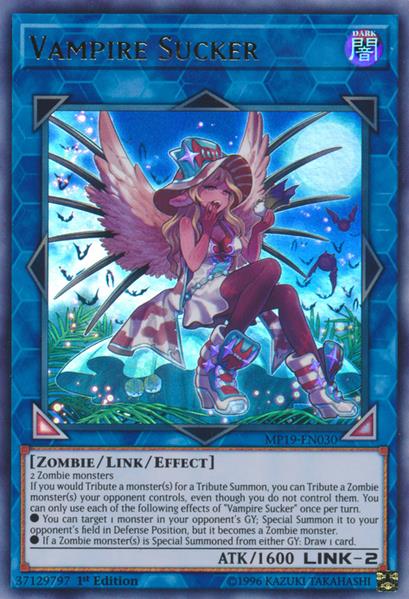 VAMPIRE SUCKER
DARK
闇
MP19-EN030
[ZOMBIE/LINK/EFFECT]
2 Zombie monsters
If you would Tribute a monster(s) for a Tribute Summon, you can Tribute a Zombie
monster(s) your opponent controls, even though you do not control them. You
can only use each of the following effects of "Vampire Sucker" once per turn.
● You can target 1 monster in your opponent's GY; Special Summon it to your
opponent's field in Defense Position, but it becomes a Zombie monster.
● If a Zombie monster(s) is Special Summoned from either GY: Draw 1 card.
ATK/1600 LINK-2
37129797 1st Edition ©1996 KAZUKI TAKAHASHI